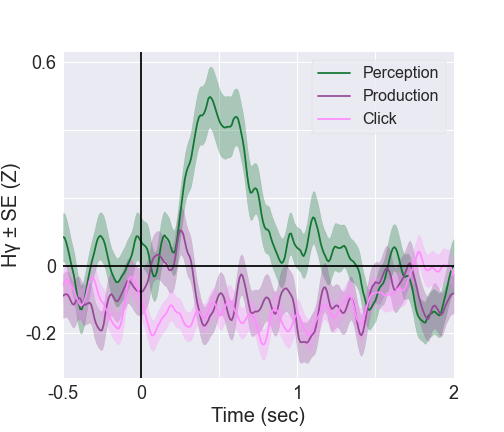 0.6
Perception
Production
Click
Hγ ± SE (Z)
0
-0.2
-0.5
0
1
2
Time (sec)